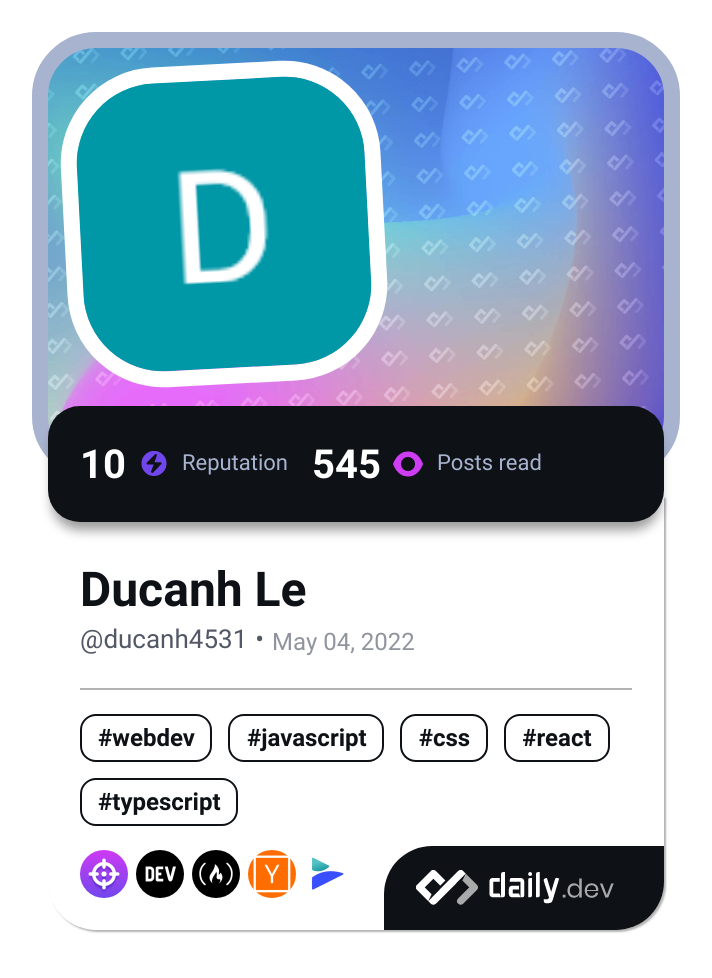 D
10 Reputation 545 Posts read
Ducanh Le
@ducanh4531 • May 04, 2022
#webdev #javascript #css #react
#typescript
DEV Y
daily.dev